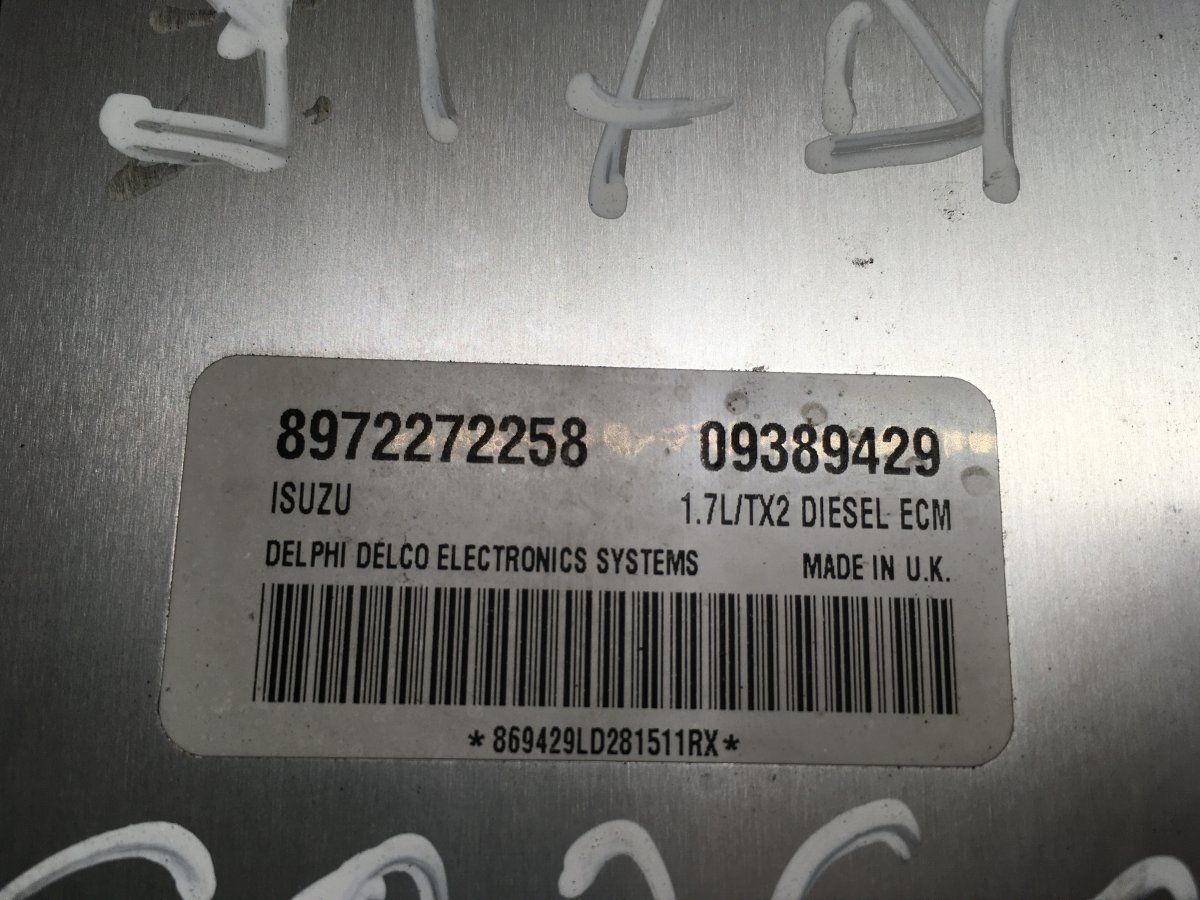 8972272258 09389429
ISUZU 1.7L/TX2 DIESEL ECM
DELPHI DELCO ELECTRONICS SYSTEMS MADE IN U.K.
*869429LD281511RX*